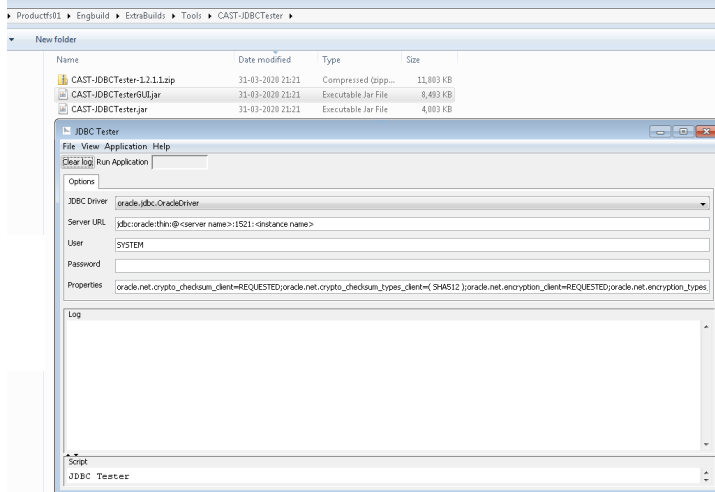 Productfs01 ▸ Engbuild ▸ ExtraBuilds ▸ Tools ▸ CAST-JDBCTester ▸
New folder
Name Date modified Type Size
CAST-JDBCTester-1.2.1.1.zip 31-03-2020 21:21 Compressed (zipp... 11,803 KB
CAST-JDBCTesterGUI.jar 31-03-2020 21:21 Executable Jar File 8,493 KB
CAST-JDBCTester.jar 31-03-2020 21:21 Executable Jar File 4,003 KB
JDBC Tester
File View Application Help
Clear log Run Application
Options
JDBC Driver oracle.jdbc.OracleDriver
Server URL jdbc:oracle:thin:@<server name>:1521:<instance name>
User SYSTEM
Password
Properties oracle.net.crypto_checksum_client=REQUESTED;oracle.net.crypto_checksum_types_client=( SHA512 );oracle.net.encryption_client=REQUESTED;oracle.net.encryption_types_
Log
Script
JDBC Tester